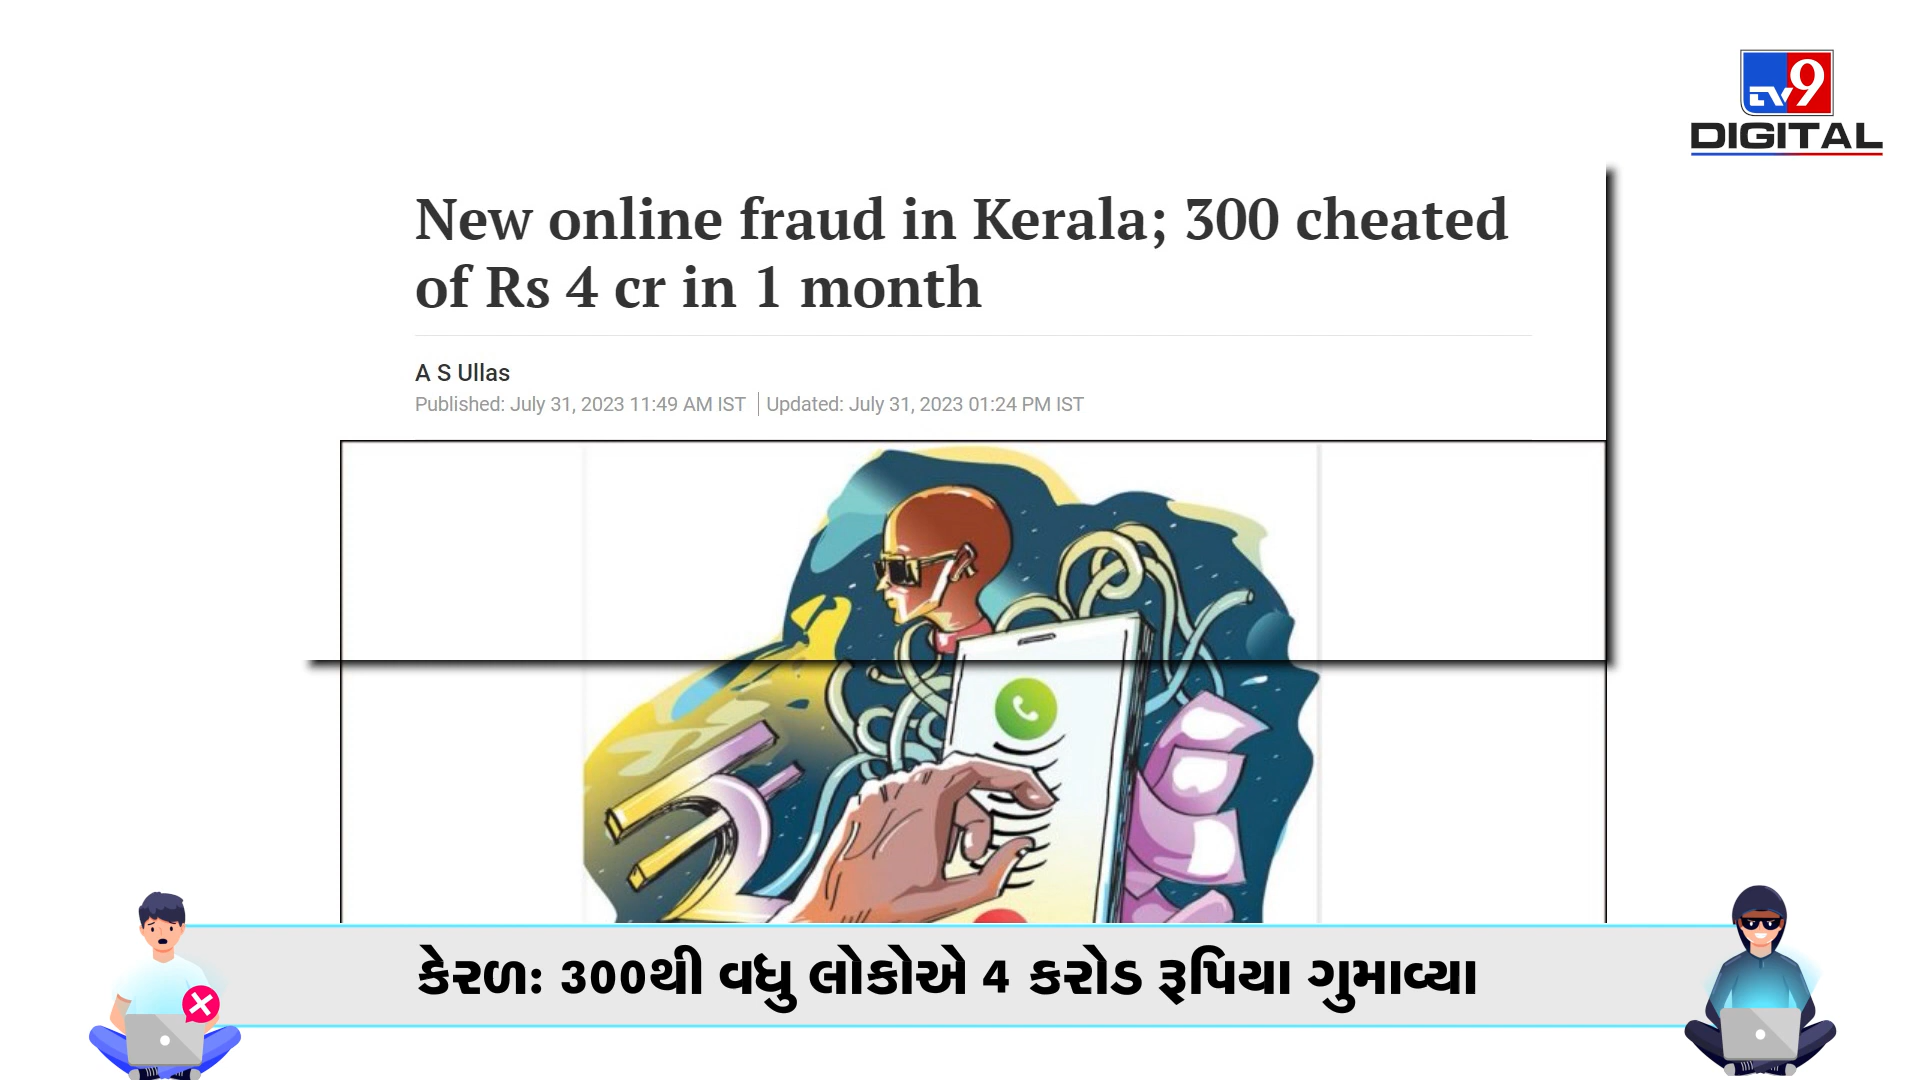 TV9
DIGITAL
New online fraud in Kerala; 300 cheated
of Rs 4 cr in 1 month
A S Ullas
Published: July 31, 2023 11:49 AM IST | Updated: July 31, 2023 01:24 PM IST
કેરળ: 300થી વધુ લોકોએ 4 કરોડ રૂપિયા ગુમાવ્યા